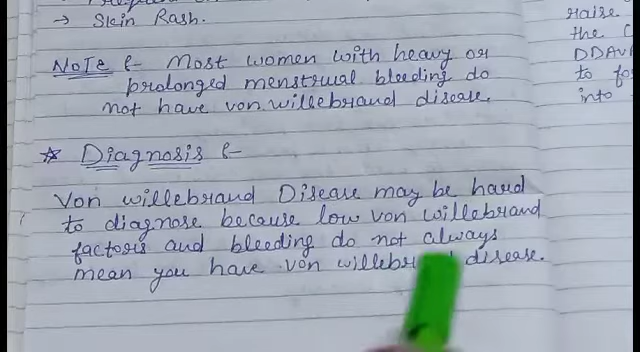 → Skin Rash.
NOTE :- Most women with heavy or
prolonged menstrual bleeding do
not have von willebrand disease.
* Diagnosis :-
Von willebrand Disease may be hard
to diagnose because low von willebrand
factors and bleeding do not always
mean you have von disease.
raise
the
DDAV
to fo
into